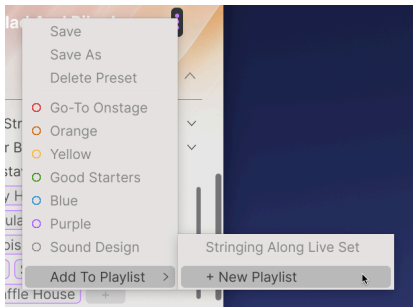 Save
Save As
Delete Preset
Go-To Onstage
Orange
Yellow
Good Starters
Blue
Purple
Sound Design
Add To Playlist
Stringing Along Live Set
+ New Playlist
House
+